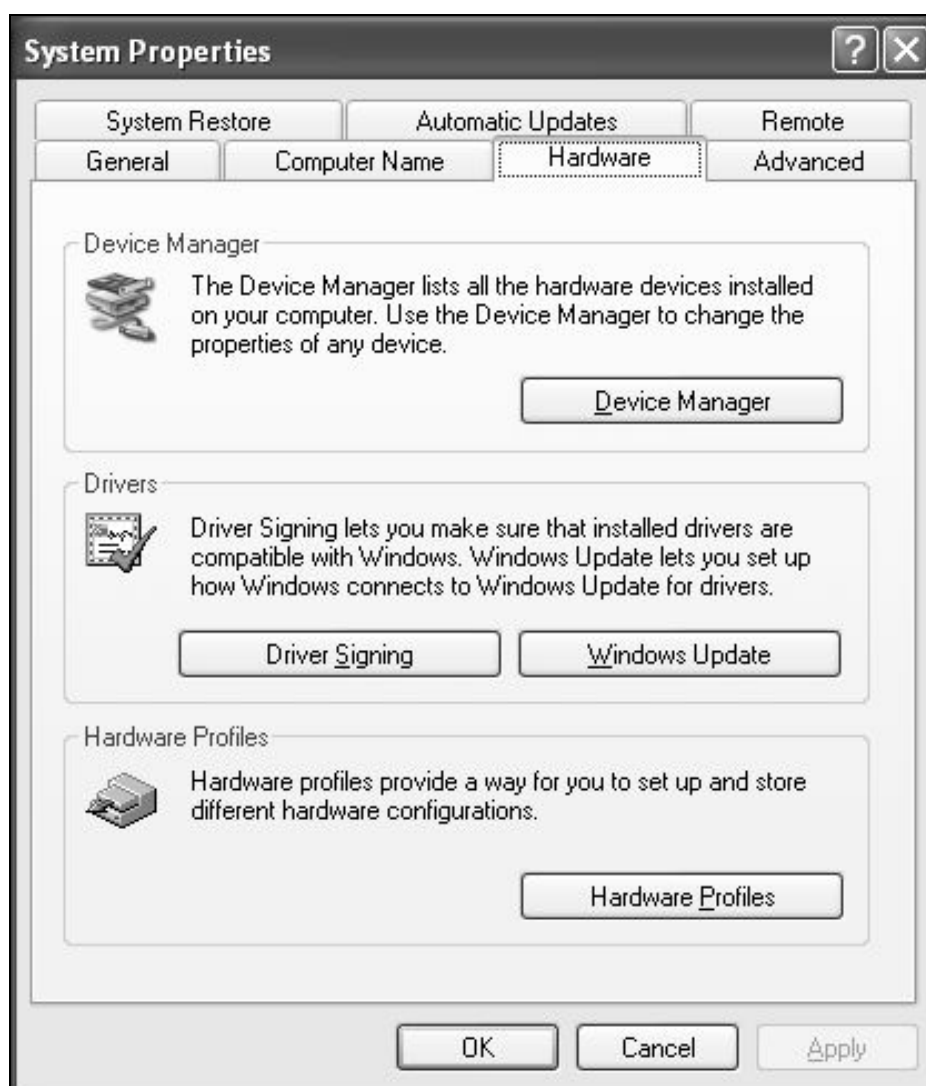 System Properties
System Restore Automatic Updates Remote
General Computer Name Hardware Advanced
Device Manager
The Device Manager lists all the hardware devices installed
on your computer. Use the Device Manager to change the
properties of any device.
Device Manager
Drivers
Driver Signing lets you make sure that installed drivers are
compatible with Windows. Windows Update lets you set up
how Windows connects to Windows Update for drivers.
Driver Signing Windows Update
Hardware Profiles
Hardware profiles provide a way for you to set up and store
different hardware configurations.
Hardware Profiles
OK Cancel Apply